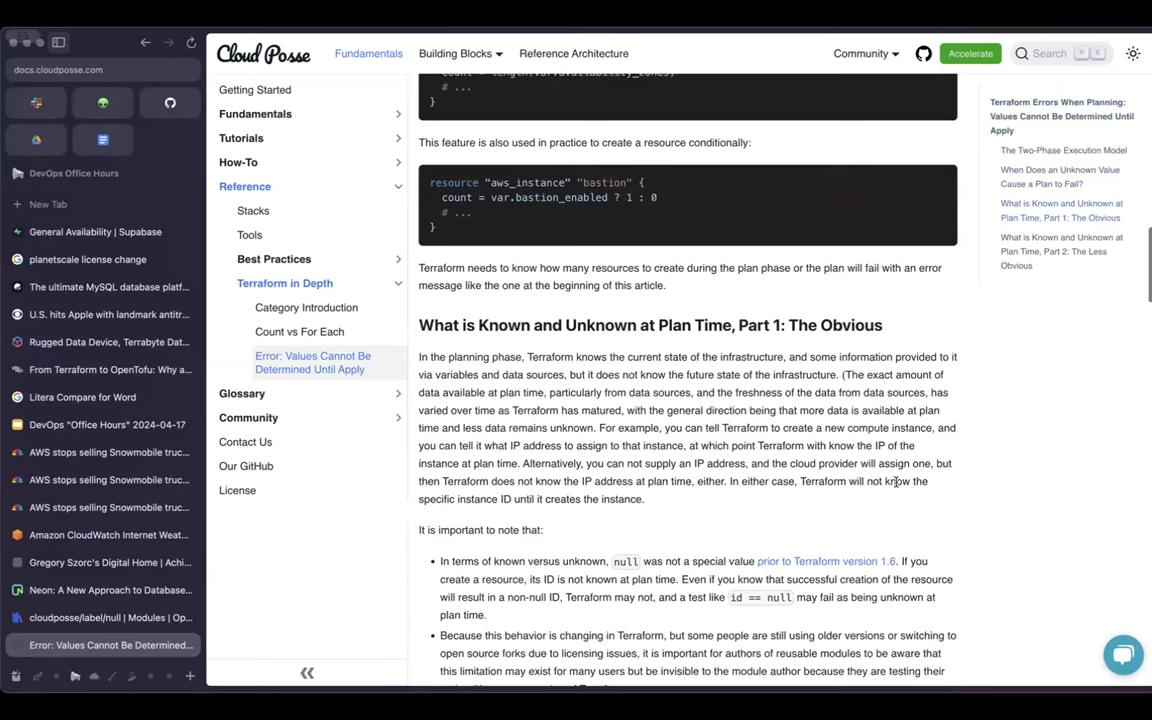 docs.cloudposse.com
DevOps Office Hours
New Tab
General Availability | Supabase
planetscale license change
The ultimate MySQL database platf...
U.S. hits Apple with landmark antitr...
Rugged Data Device, Terrabyte Dat...
From Terraform to OpenTofu: Why a...
Litera Compare for Word
DevOps "Office Hours" 2024-04-17
AWS stops selling Snowmobile truc...
AWS stops selling Snowmobile truc...
AWS stops selling Snowmobile truc...
Amazon CloudWatch Internet Weat...
Gregory Szorc's Digital Home | Achi...
Neon: A New Approach to Database...
cloudposse/label/null | Modules | Op...
Error: Values Cannot Be Determined...
Cloud Posse
Fundamentals
Building Blocks
Reference Architecture
Community
Accelerate
Search
K
Getting Started
Fundamentals
Tutorials
How-To
Reference
Stacks
Tools
Best Practices
Terraform in Depth
Category Introduction
Count vs For Each
Error: Values Cannot Be
Determined Until Apply
Glossary
Community
Contact Us
Our GitHub
License
count = length(var.availability_zones)
# ...
}
This feature is also used in practice to create a resource conditionally:
resource "aws_instance" "bastion" {
count = var.bastion_enabled ? 1 : 0
# ...
}
Terraform needs to know how many resources to create during the plan phase or the plan will fail with an error
message like the one at the beginning of this article.
What is Known and Unknown at Plan Time, Part 1: The Obvious
In the planning phase, Terraform knows the current state of the infrastructure, and some information provided to it
via variables and data sources, but it does not know the future state of the infrastructure. (The exact amount of
data available at plan time, particularly from data sources, and the freshness of the data from data sources, has
varied over time as Terraform has matured, with the general direction being that more data is available at plan
time and less data remains unknown. For example, you can tell Terraform to create a new compute instance, and
you can tell it what IP address to assign to that instance, at which point Terraform with know the IP of the
instance at plan time. Alternatively, you can not supply an IP address, and the cloud provider will assign one, but
then Terraform does not know the IP address at plan time, either. In either case, Terraform will not know the
specific instance ID until it creates the instance.
It is important to note that:
• In terms of known versus unknown, null was not a special value prior to Terraform version 1.6. If you
create a resource, its ID is not known at plan time. Even if you know that successful creation of the resource
will result in a non-null ID, Terraform may not, and a test like id == null may fail as being unknown at
plan time.
• Because this behavior is changing in Terraform, but some people are still using older versions or switching to
open source forks due to licensing issues, it is important for authors of reusable modules to be aware that
this limitation may exist for many users but be invisible to the module author because they are testing their
Terraform Errors When Planning:
Values Cannot Be Determined Until
Apply
The Two-Phase Execution Model
When Does an Unknown Value
Cause a Plan to Fail?
What is Known and Unknown at
Plan Time, Part 1: The Obvious
What is Known and Unknown at
Plan Time, Part 2: The Less
Obvious